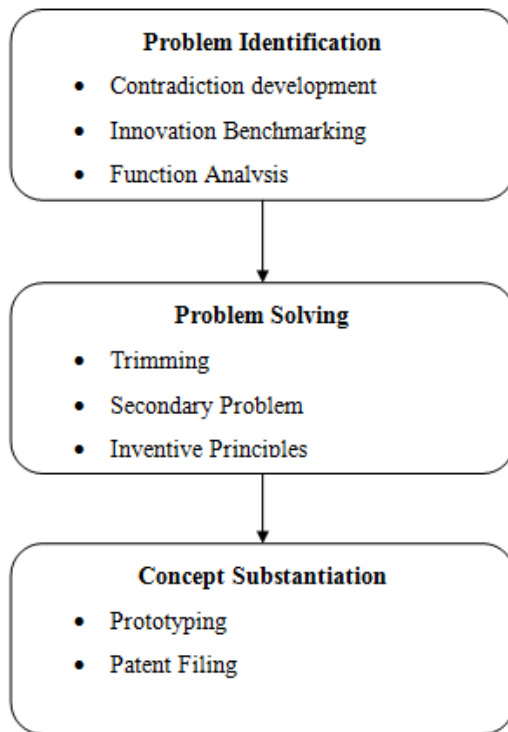 Problem Identification
• Contradiction development
• Innovation Benchmarking
• Function Analysis
Problem Solving
• Trimming
• Secondary Problem
• Inventive Principles
Concept Substantiation
• Prototyping
• Patent Filing